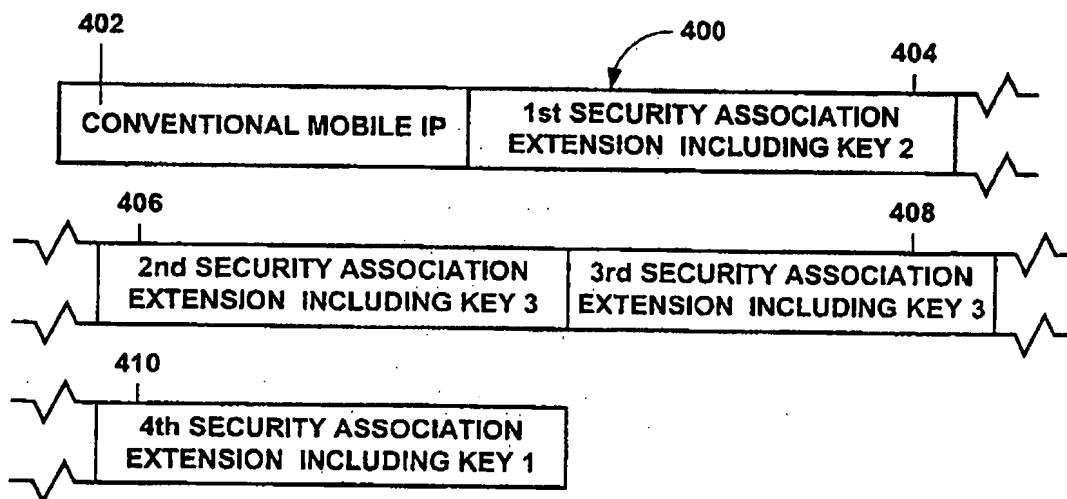 402
400
404
CONVENTIONAL MOBILE IP
1st SECURITY ASSOCIATION
EXTENSION INCLUDING KEY 2
406
408
2nd SECURITY ASSOCIATION
EXTENSION INCLUDING KEY 3
3rd SECURITY ASSOCIATION
EXTENSION INCLUDING KEY 3
410
4th SECURITY ASSOCIATION
EXTENSION INCLUDING KEY 1